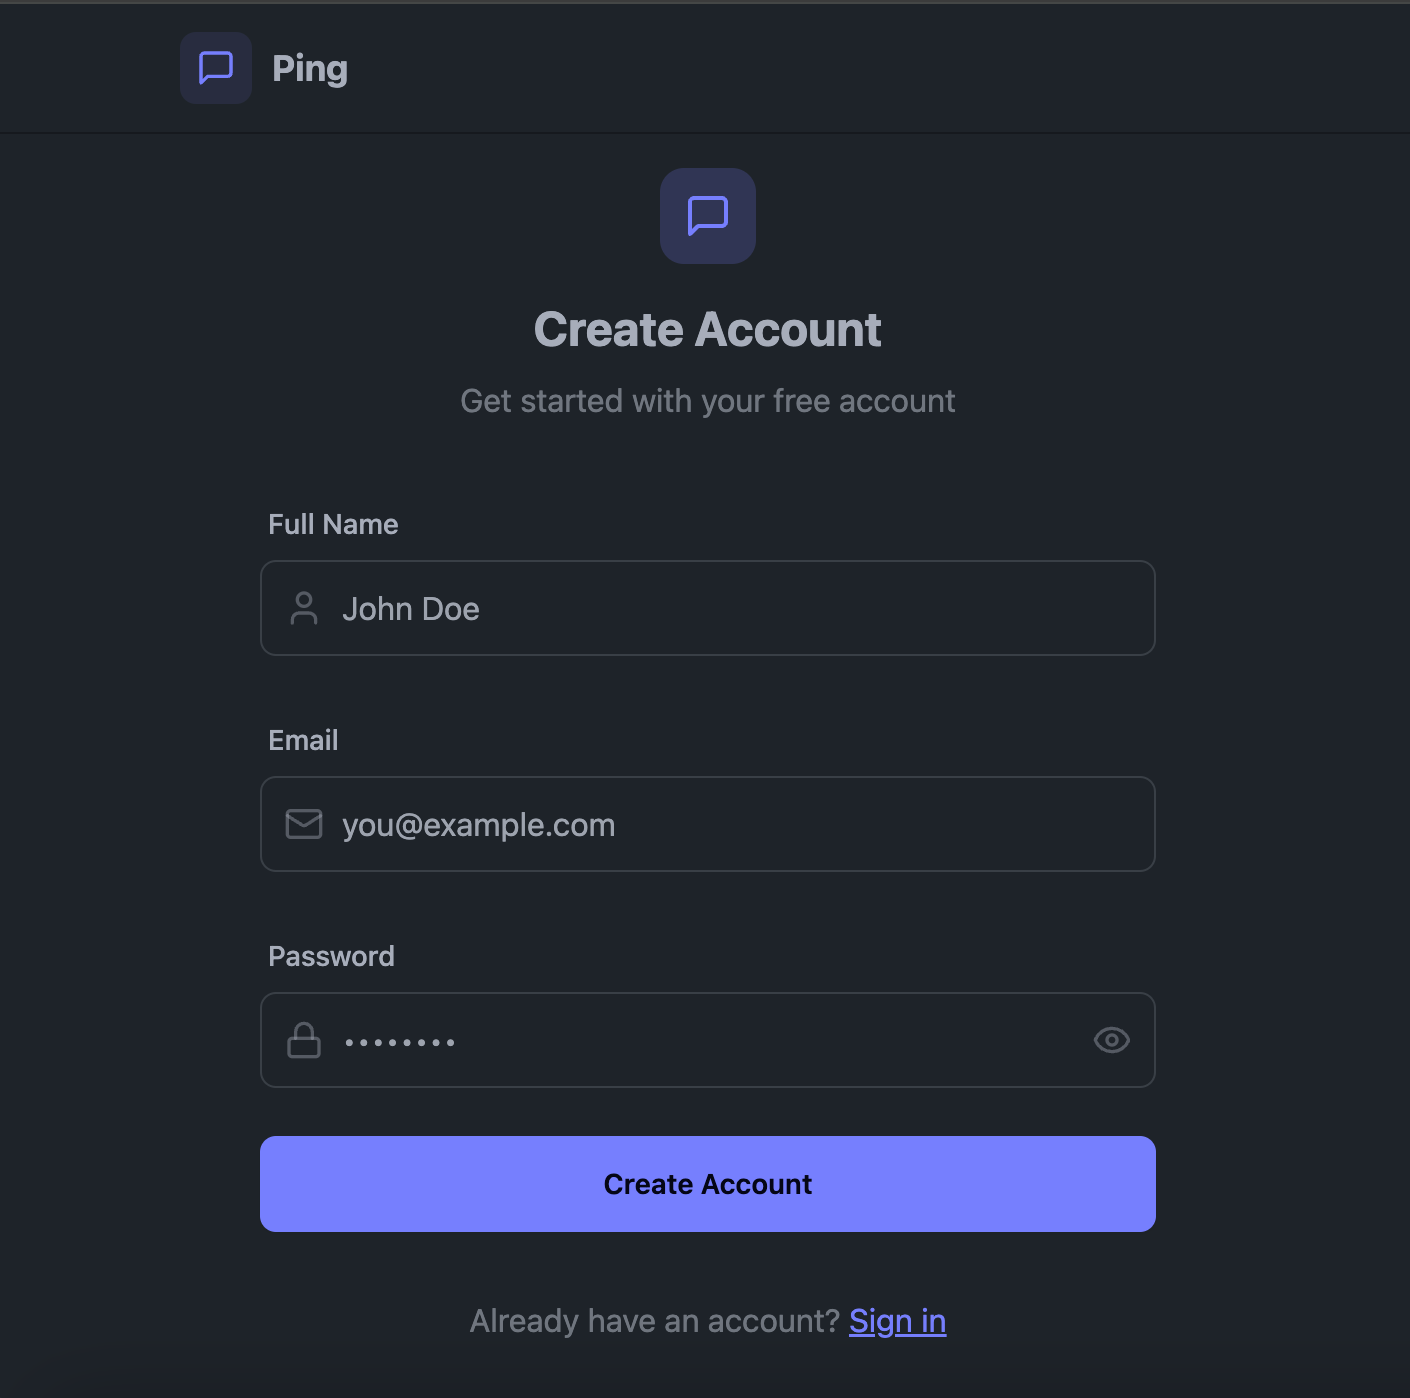 Ping
Create Account
Get started with your free account
Full Name
John Doe
Email
you@example.com
Password
••••••••
Create Account
Already have an account? Sign in